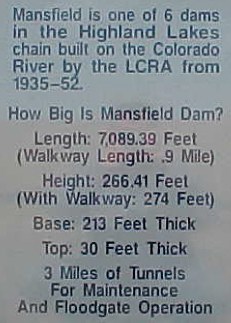 Mansfield is one of 6 dams
in the Highland Lakes
chain built on the Colorado
River by the LCRA from
1935-52.
How Big Is Mansfield Dam?
Length: 7,089.39 Feet
(Walkway Length: .9 Mile)
Height: 266.41 Feet
(With Walkway: 274 Feet)
Base: 213 Feet Thick
Top: 30 Feet Thick
3 Miles of Tunnels
For Maintenance
And Floodgate Operation